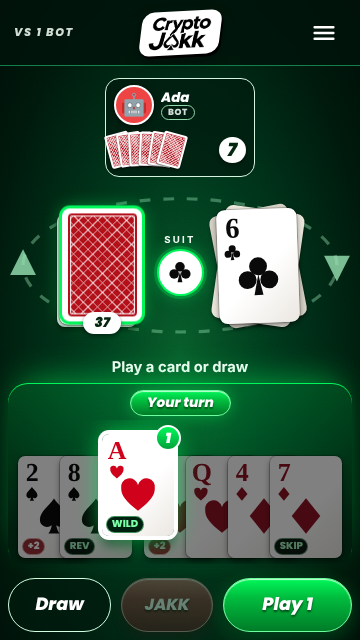 VS 1 BOT
Crypto
Jakk
Ada
BOT
7
SUIT
6
37
Play a card or draw
Your turn
1
A
WILD
2
+2
8
REV
+2
Q
4
7
SKIP
Draw
JAKK
Play 1